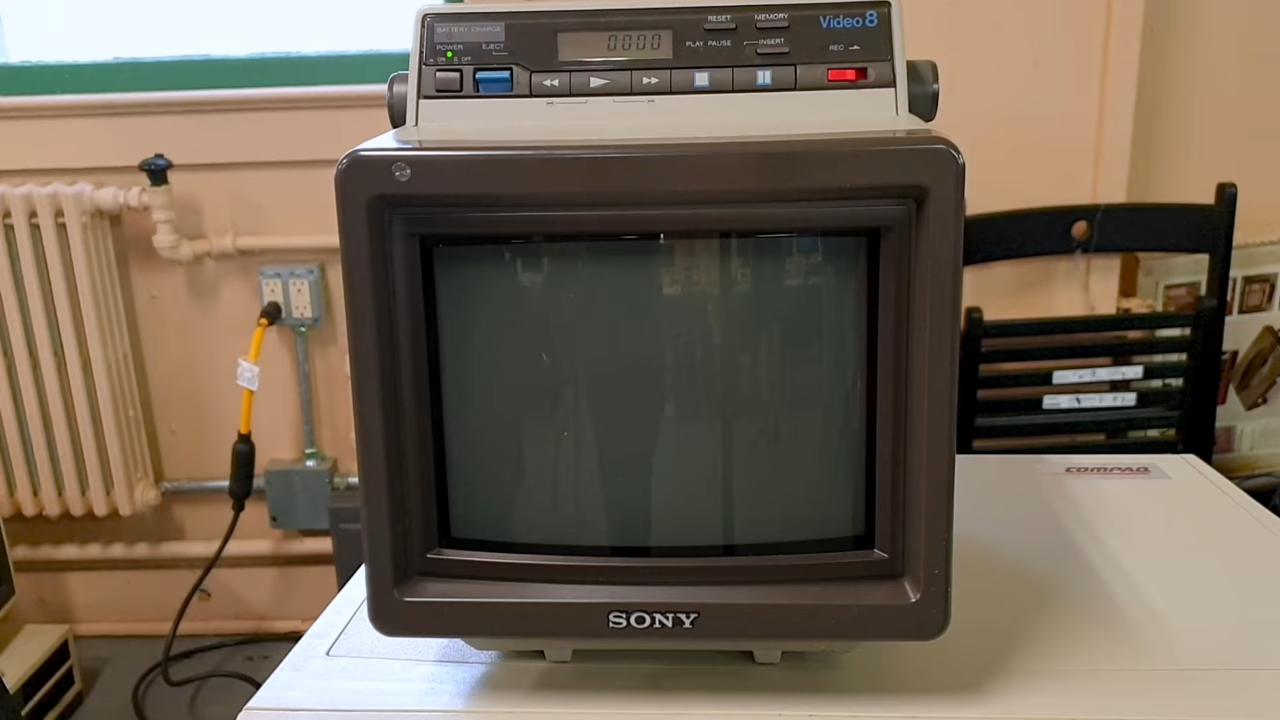 BATTERY CHARGE
POWER
ON OFF
EJECT
0000
RESET
MEMORY
PLAY PAUSE
INSERT
Video 8
REC
SONY
COMPAQ